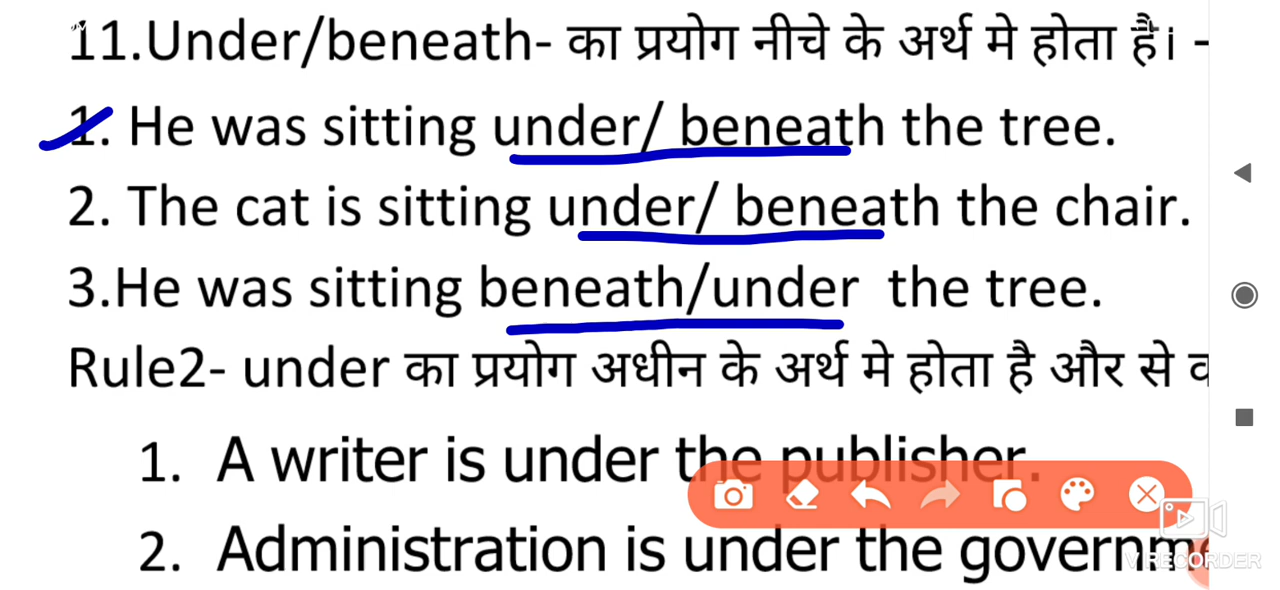 11.Under/beneath- का प्रयोग नीचे के अर्थ मे होता है। -
1. He was sitting under/ beneath the tree.
2. The cat is sitting under/ beneath the chair.
3.He was sitting beneath/under the tree.
Rule2- under का प्रयोग अधीन के अर्थ मे होता है और से
1. A writer is under the publisher.
2. Administration is under the governm
V RECORDER